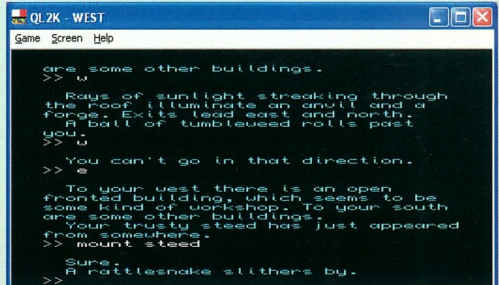 QL2K - WEST
Game Screen Help
are some other buildings.
>> w
Rays of sunlight streaking through
the roof illuminate an anvil and a
forge. Exits lead east and north.
A ball of tumbleweed rolls past
you.
>> w
You can't go in that direction.
>> e
To your west there is an open
fronted building, which seems to be
some kind of workshop. To your south
are some other buildings.
Your trusty steed has just appeared
from somewhere.
>> mount steed
Sure.
A rattlesnake slithers by.
>>